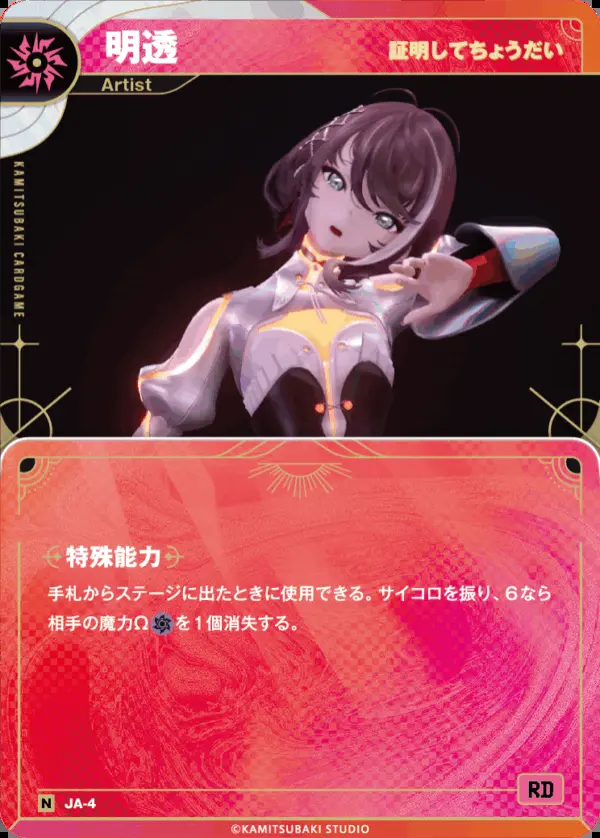 明透
証明してちょうだい
Artist
KAMITSUBAKI CARDGAME
特殊能力
手札からステージに出たときに使用できる。サイコロを振り、6なら
相手の魔力Ωを1個消失する。
N JA-4
RD
©KAMITSUBAKI STUDIO